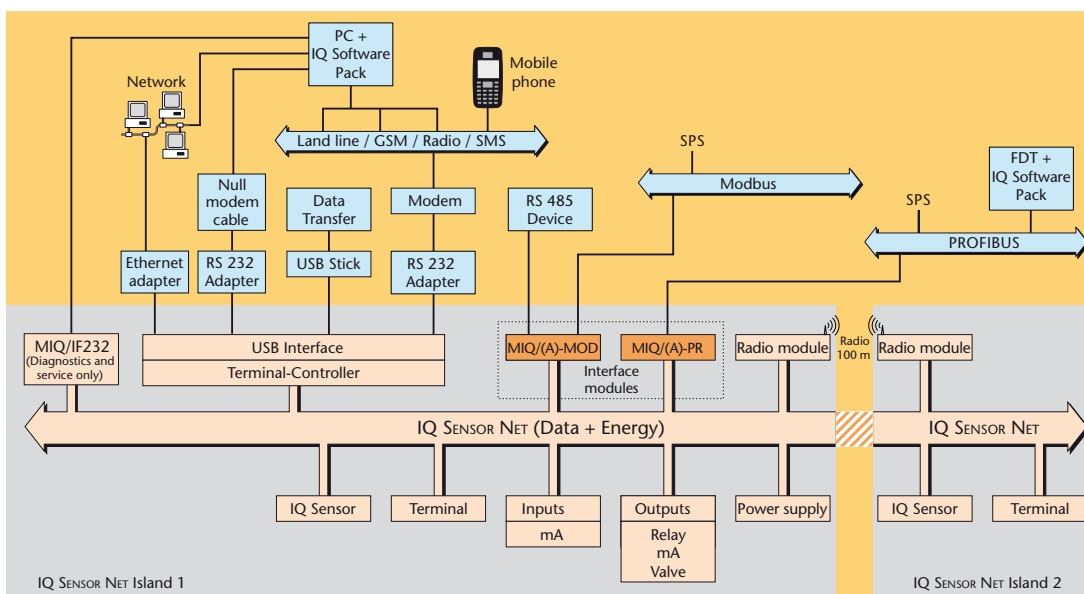 PC +
IQ Software
Pack
Mobile
phone
Network
Land line / GSM / Radio / SMS
SPS
Modbus
FDT +
IQ Software
Pack
SPS
PROFIBUS
Null
modem
cable
Data
Transfer
Modem
RS 485
Device
Ethernet
adapter
RS 232
Adapter
USB Stick
RS 232
Adapter
MIQ/IF232
(Diagnostics and
service only)
USB Interface
Terminal-Controller
MIQ/(A)-MOD
MIQ/(A)-PR
Interface
modules
Radio module
Radio
100 m
Radio module
IQ SENSOR NET (Data + Energy)
IQ SENSOR NET
IQ Sensor
Terminal
Inputs
mA
Outputs
Relay
mA
Valve
Power supply
IQ Sensor
Terminal
IQ SENSOR NET Island 1
IQ SENSOR NET Island 2